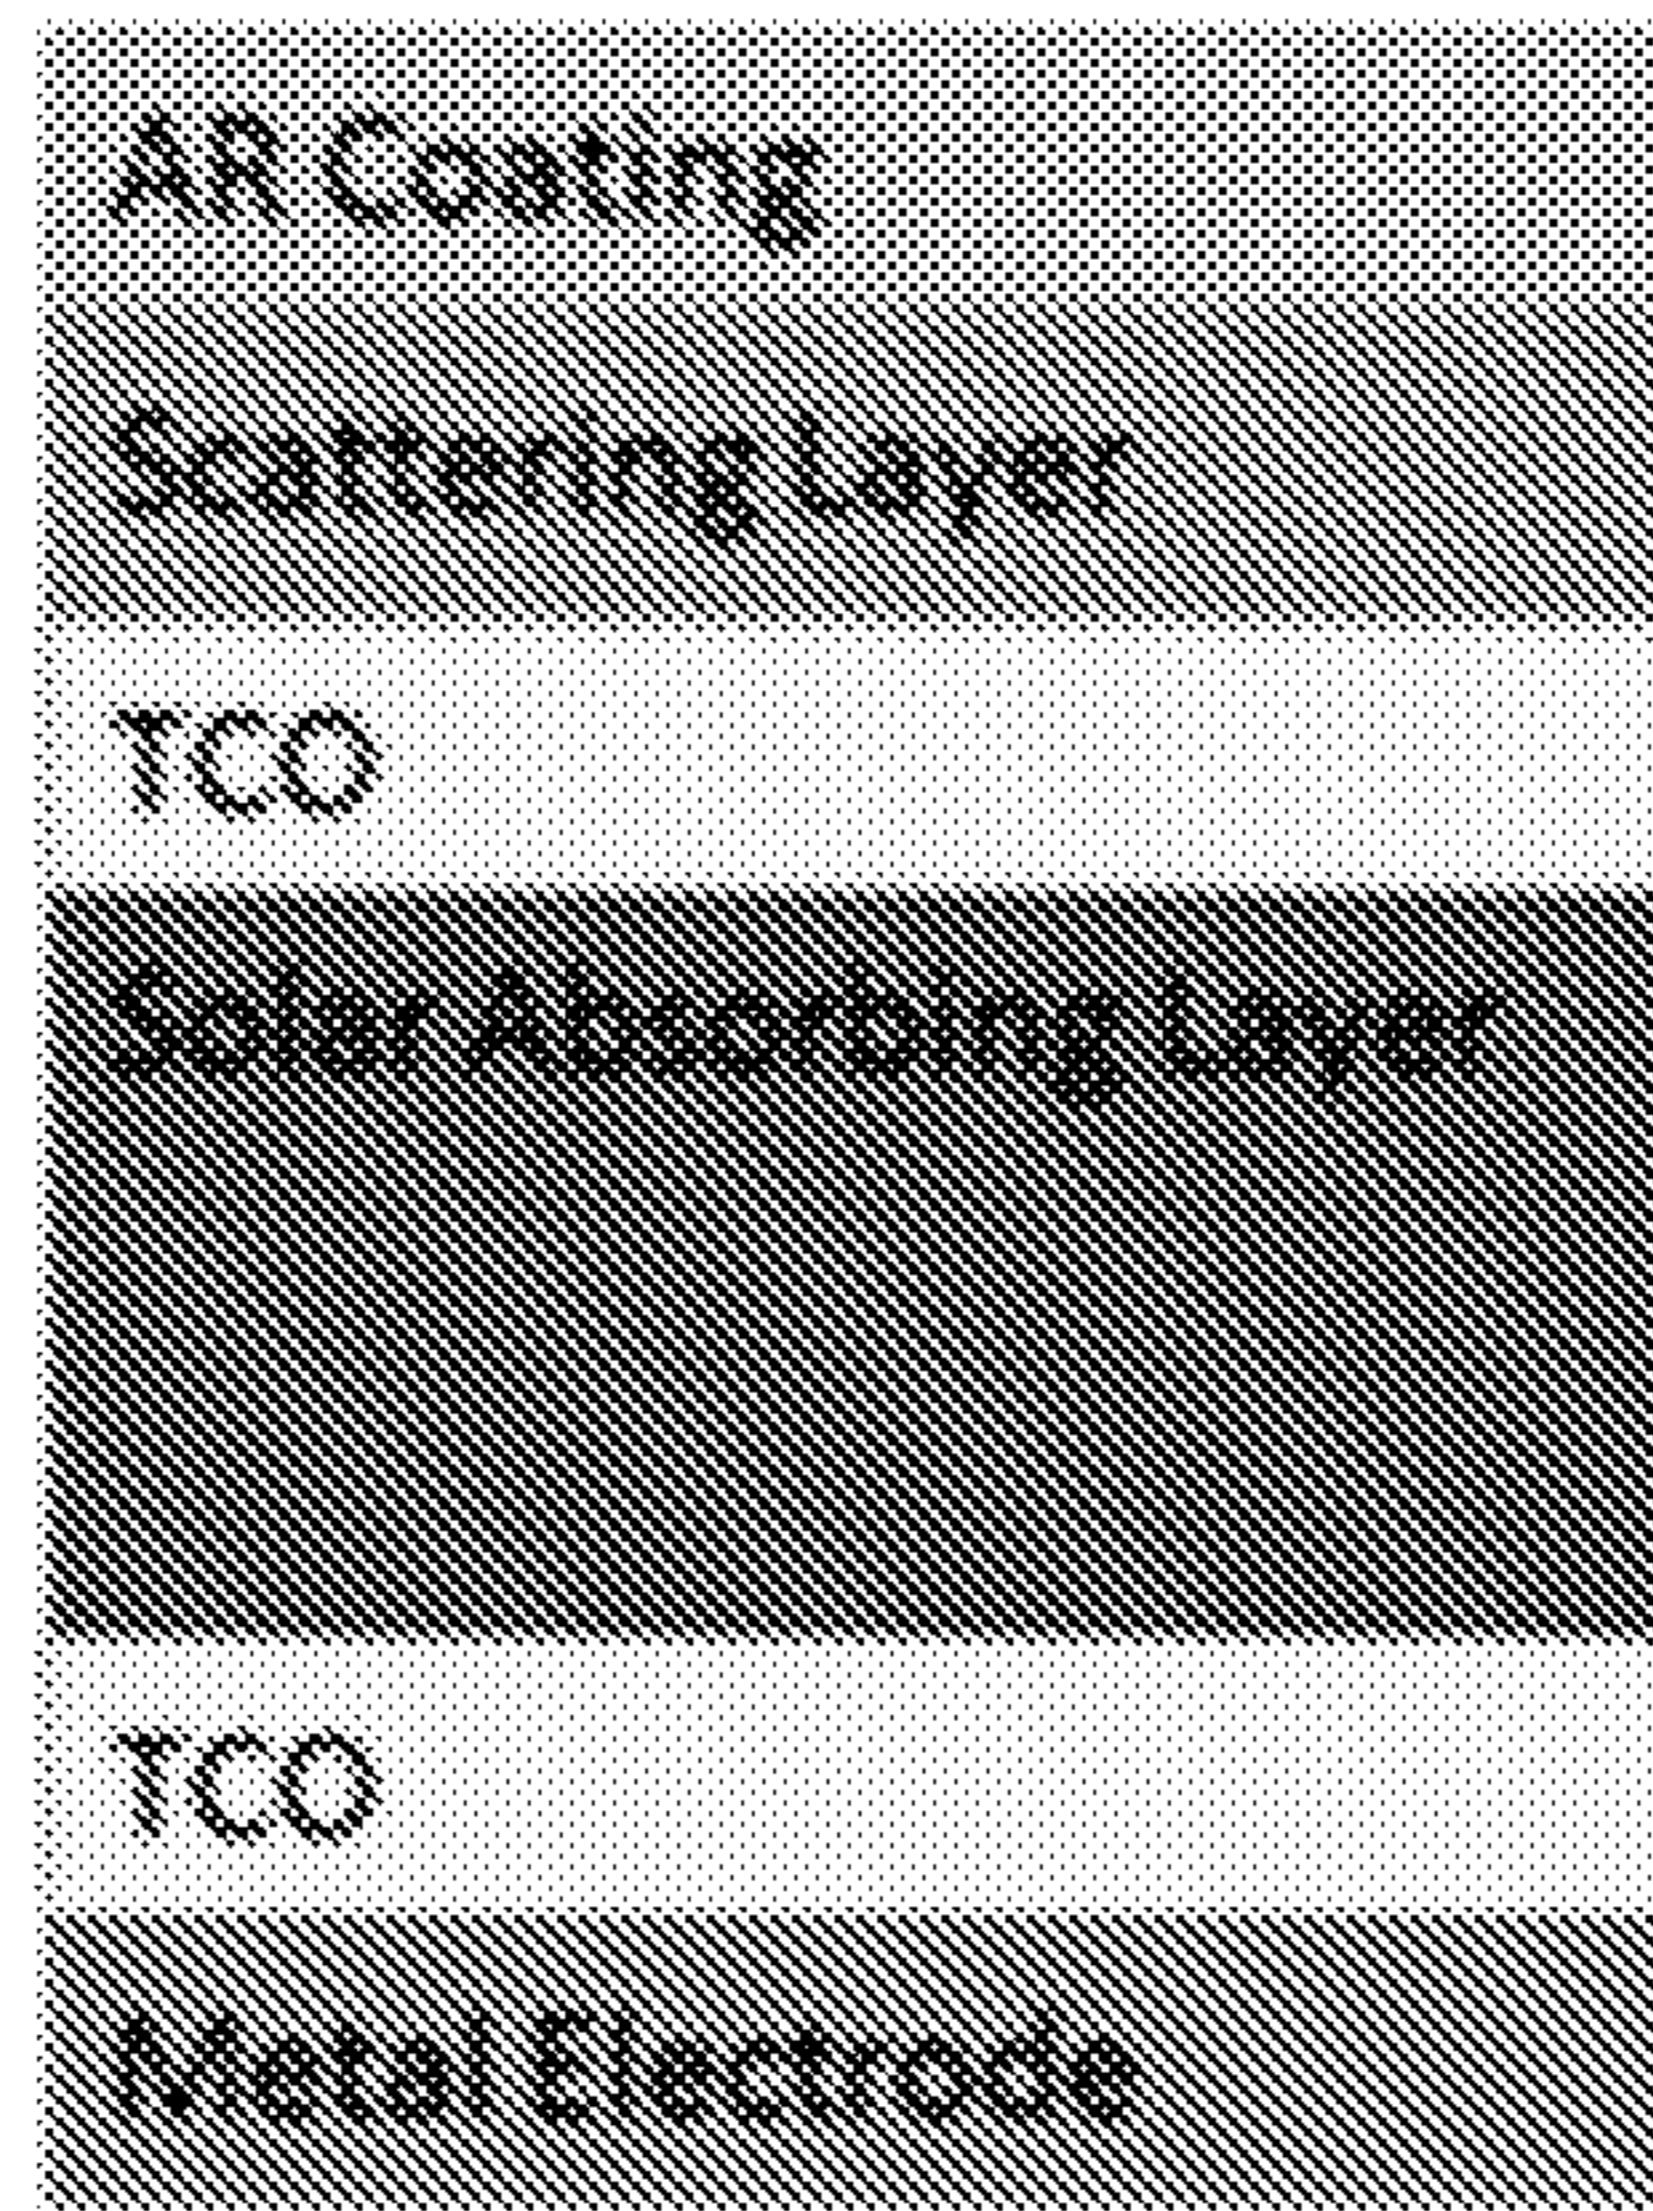 AR Coating
Scattering Layer
TCO
Solar Absorbing Layer
TCO
Metal Electrode